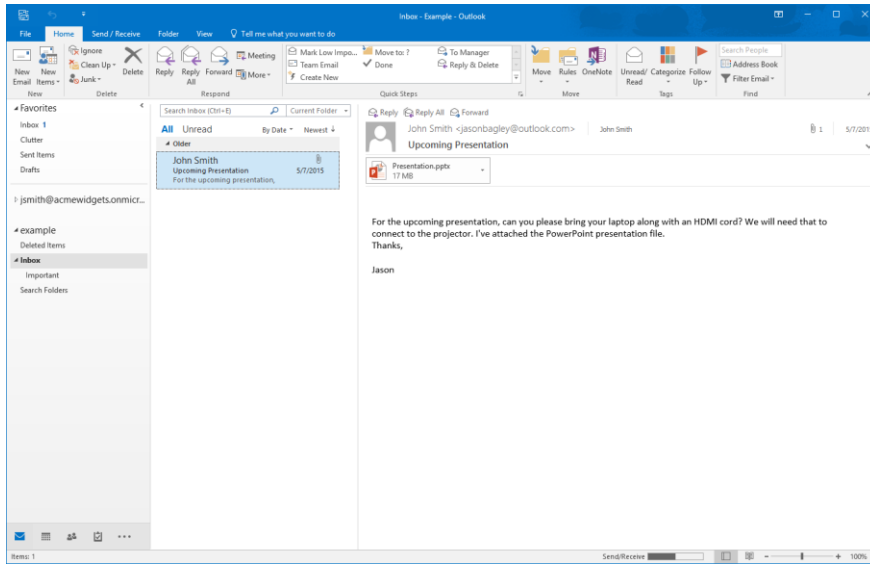 Inbox - Example - Outlook
File Home Send / Receive Folder View Tell me what you want to do
New Email
New Items
Ignore
Clean Up
Junk
Delete
Reply
Reply All
Forward
Meeting
More
Mark Low Impo...
Team Email
Create New
Move to: ?
Done
To Manager
Reply & Delete
Move
Rules
OneNote
Unread/ Read
Categorize
Follow Up
Search People
Address Book
Filter Email
New Delete Respond Quick Steps Move Tags Find
Favorites
Inbox 1
Clutter
Sent Items
Drafts
jsmith@acmewidgets.onmicr...
example
Deleted Items
Inbox
Important
Search Folders
Search Inbox (Ctrl+E) Current Folder
All Unread By Date Newest
Older
John Smith
Upcoming Presentation 5/7/2015
For the upcoming presentation,
Reply Reply All Forward
John Smith <jasonbagley@outlook.com> John Smith 1 5/7/201
Upcoming Presentation
Presentation.pptx
17 MB
For the upcoming presentation, can you please bring your laptop along with an HDMI cord? We will need that to
connect to the projector. I've attached the PowerPoint presentation file.
Thanks,
Jason
Items: 1 Send/Receive 100%